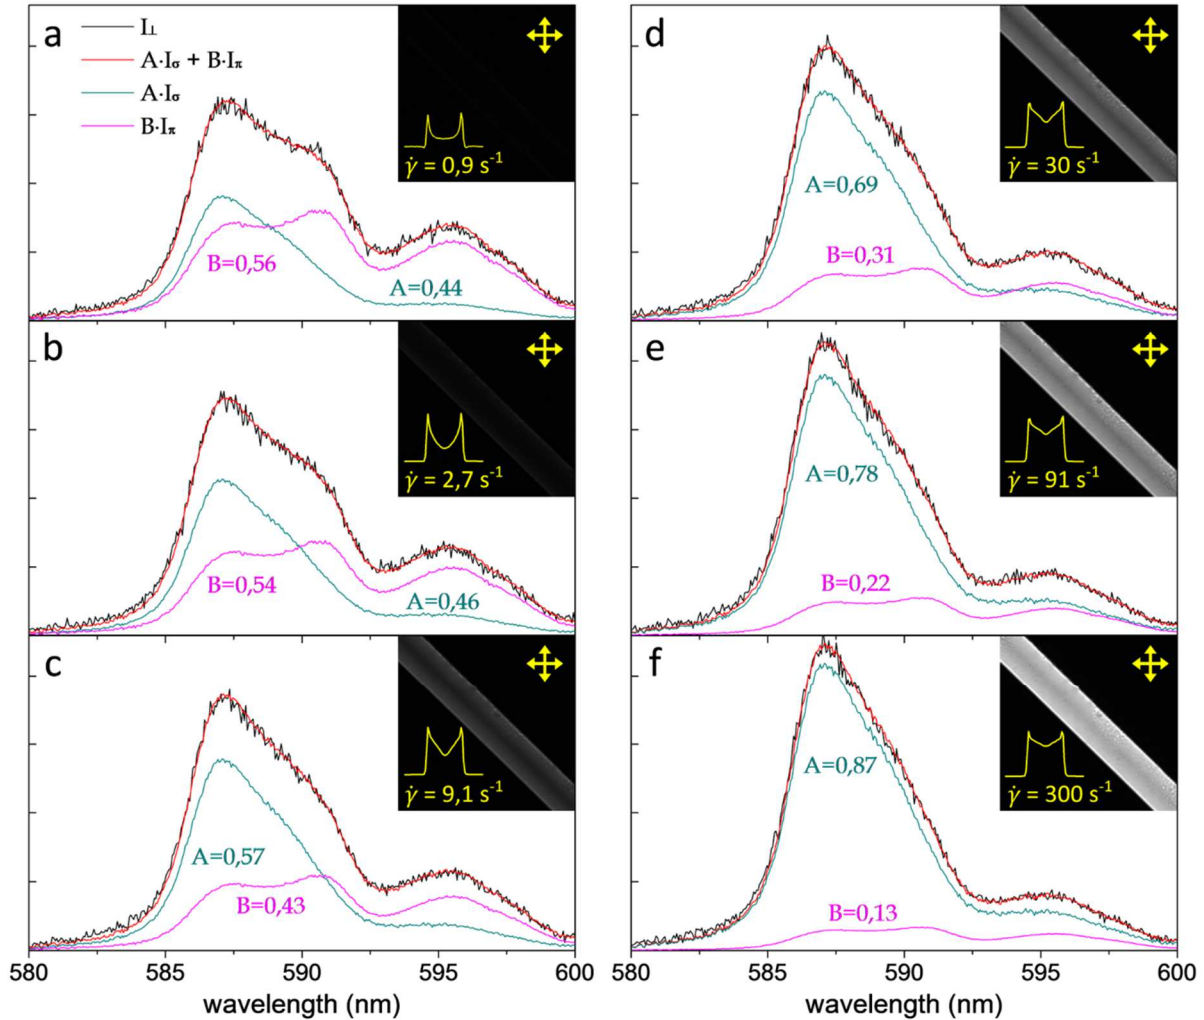 a
I⊥
A·Iσ + B·Iπ
A·Iσ
B·Iπ
γ̇ = 0,9 s⁻¹
B=0,56
A=0,44
b
γ̇ = 2,7 s⁻¹
B=0,54
A=0,46
c
γ̇ = 9,1 s⁻¹
A=0,57
B=0,43
580 585 590 595 600
wavelength (nm)
d
γ̇ = 30 s⁻¹
A=0,69
B=0,31
e
γ̇ = 91 s⁻¹
A=0,78
B=0,22
f
γ̇ = 300 s⁻¹
A=0,87
B=0,13
580 585 590 595 600
wavelength (nm)